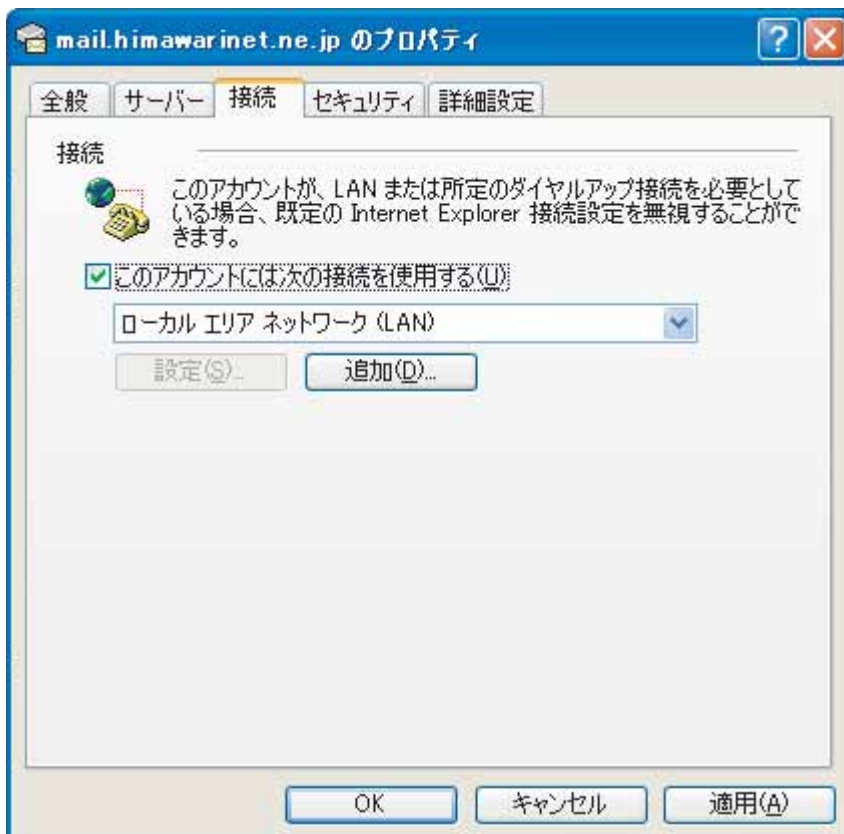 mail.himawarinet.ne.jp のプロパティ
全般 サーバー 接続 セキュリティ 詳細設定
接続
このアカウントが、LAN または所定のダイヤルアップ接続を必要として
いる場合、既定の Internet Explorer 接続設定を無視することがで
きます。
このアカウントには次の接続を使用する(U)
ローカル エリア ネットワーク (LAN)
設定(S)... 追加(D)...
OK キャンセル 適用(A)